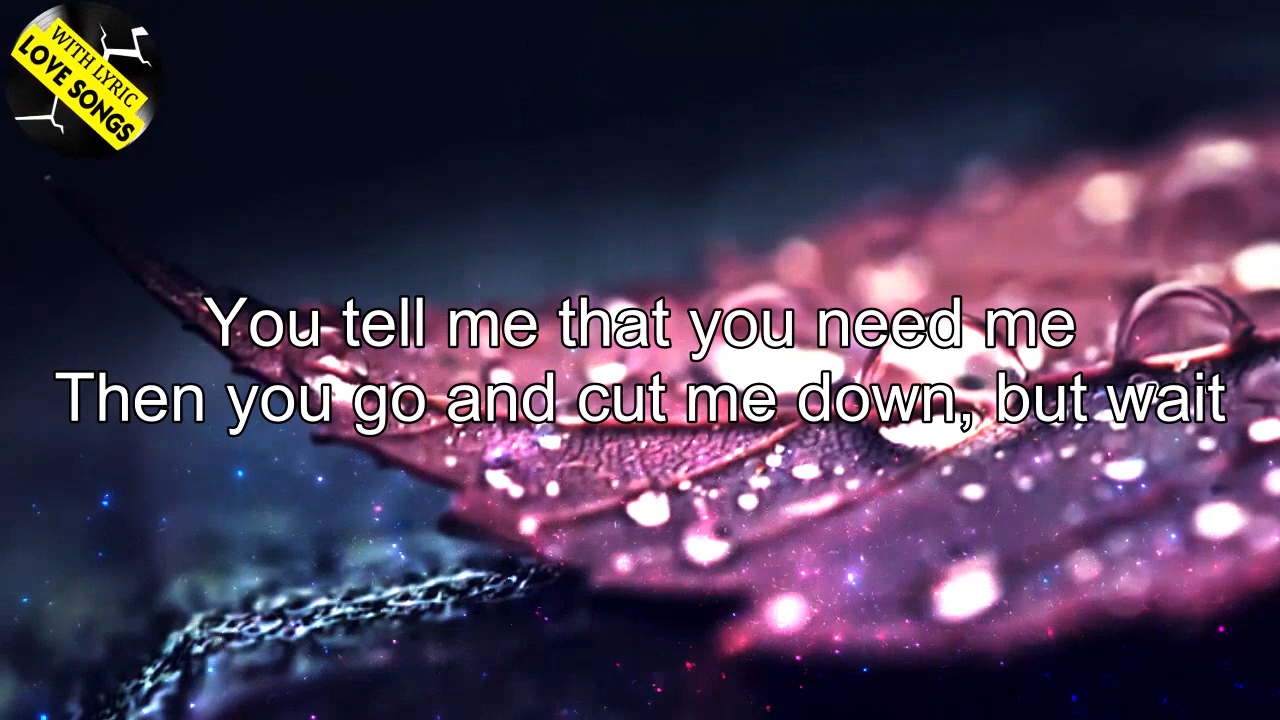 WITH LYRIC
LOVE SONGS
You tell me that you need me
Then you go and cut me down, but wait